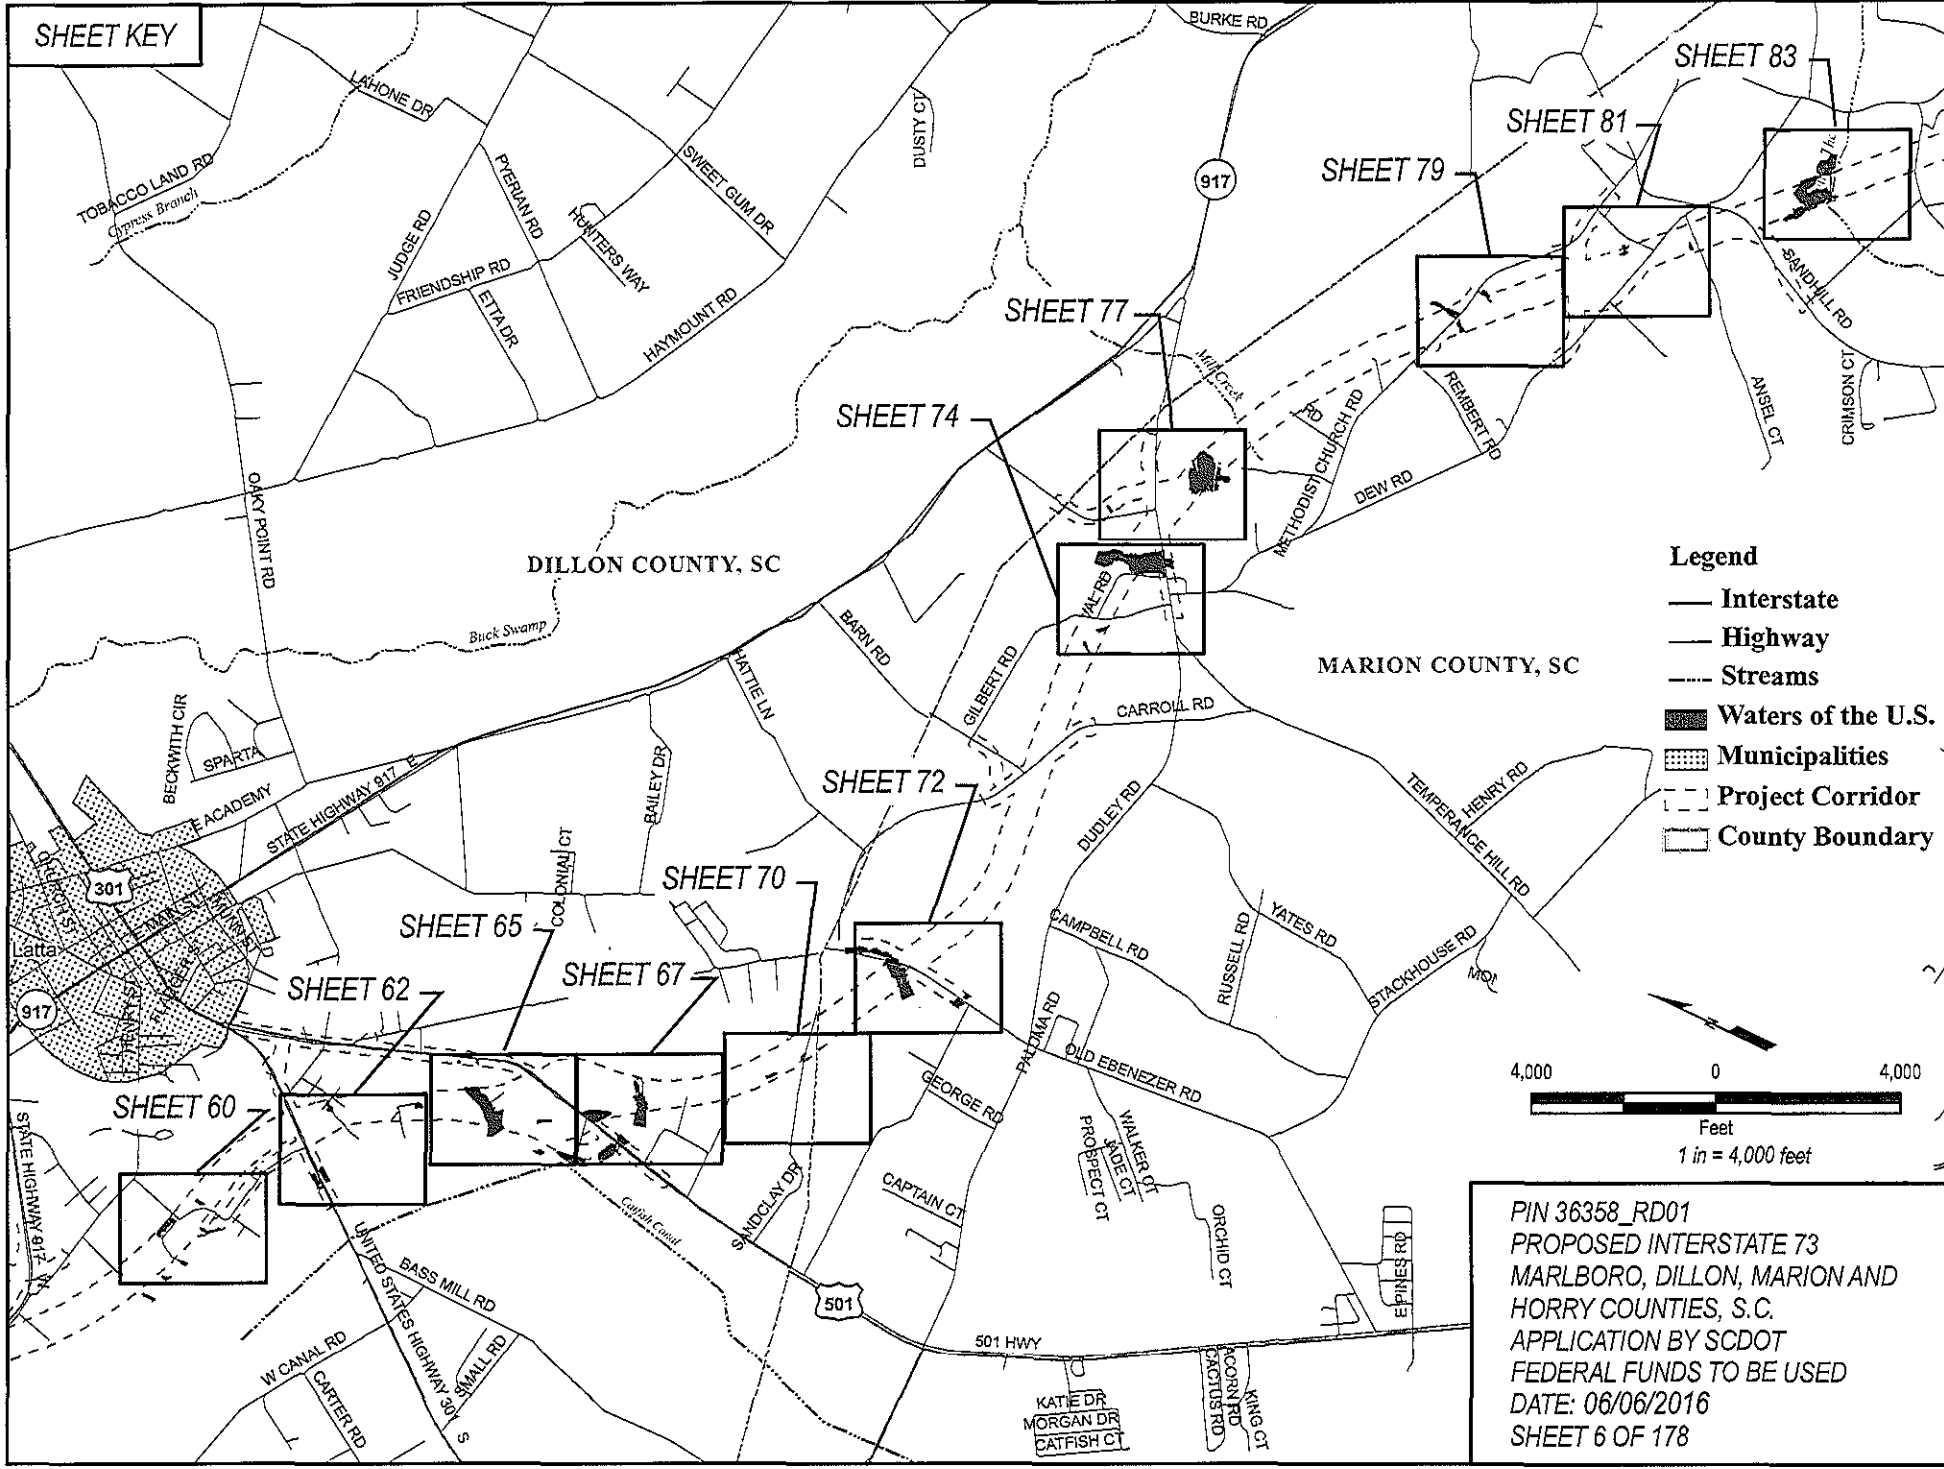 SHEET KEY
BURKE RD
SHEET 83
LAHONE DR
DUSTY CT
SHEET 81
TOBACCO LAND RD
Cypress Branch
PYERIAN RD
SWEET GUM DR
917
SHEET 79
JUDGE RD
HUNTERS WAY
FRIENDSHIP RD
ETTA DR
HAYMOUNT RD
SANDHILL RD
SHEET 77
Mill Creek
CRIMSON CT
ANSEL CT
REMBERT RD
RD
METHODIST CHURCH RD
SHEET 74
DEW RD
OAKY POINT RD
DILLON COUNTY, SC
VAL RD
Buck Swamp
BARN RD
GILBERT RD
HATTIE LN
MARION COUNTY, SC
CARROLL RD
Legend
Interstate
Highway
Streams
Waters of the U.S.
Municipalities
Project Corridor
County Boundary
BECKWITH CIR
SPARTA
E ACADEMY
STATE HIGHWAY 917 E
BAILEY DR
SHEET 72
DUDLEY RD
TEMPERANCE HILL RD
HENRY RD
COLONIAL CT
301
CHURCH ST
MAIN ST
Latta
SHEET 70
SHEET 65
CAMPBELL RD
RUSSELL RD
YATES RD
STACKHOUSE RD
SHEET 62
SHEET 67
917
HENRY ST
PALOMA RD
OLD EBENEZER RD
N
4,000 0 4,000
Feet
1 in = 4,000 feet
SHEET 60
STATE HIGHWAY 917 W
GEORGE RD
WALKER CT
JADE CT
PROSPECT CT
ORCHID CT
CAPTAIN CT
SANDCLAY DR
Catfish Canal
UNITED STATES HIGHWAY 301 S
BASS MILL RD
501
501 HWY
E PINES RD
W CANAL RD
CARTER RD
SMALL RD
KATIE DR
MORGAN DR
CATFISH CT
CACTUS RD
ACORN RD
KING CT
PIN 36358_RD01
PROPOSED INTERSTATE 73
MARLBORO, DILLON, MARION AND
HORRY COUNTIES, S.C.
APPLICATION BY SCDOT
FEDERAL FUNDS TO BE USED
DATE: 06/06/2016
SHEET 6 OF 178